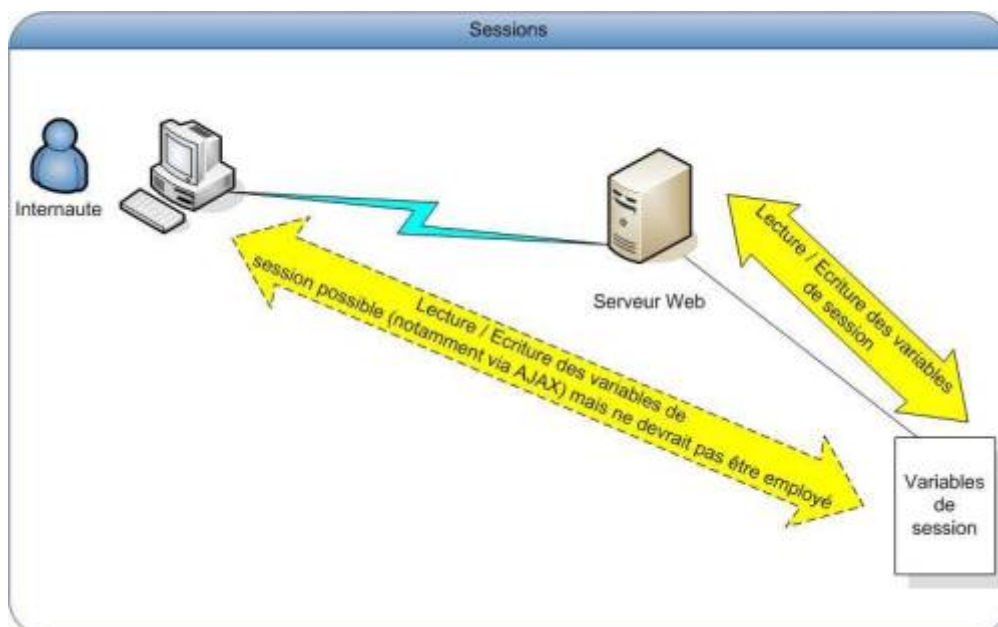 Sessions
Internaute
Serveur Web
Lecture / Ecriture des variables
de session
Lecture / Ecriture des variables de
session possible (notamment via AJAX) mais ne devrait pas être employé
Variables
de
session